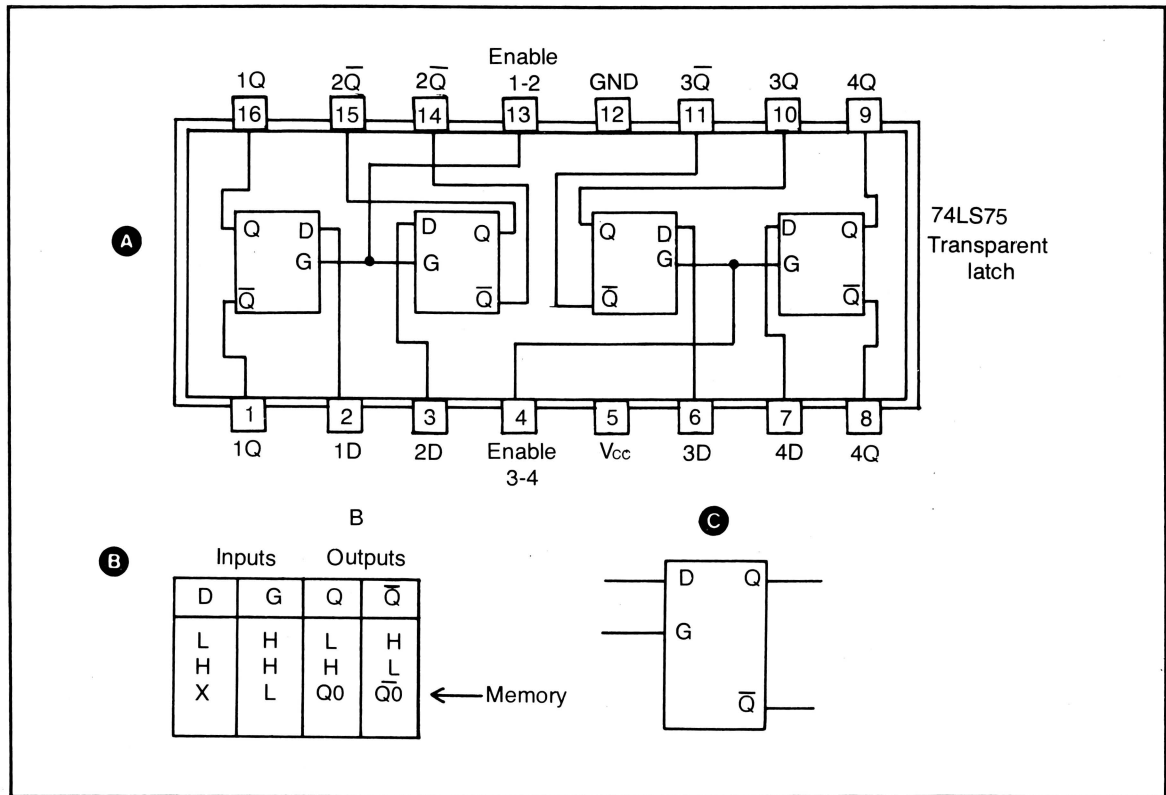 Enable
1Q 2Q̅ 2Q̅ 1-2 GND 3Q̅ 3Q 4Q
16 15 14 13 12 11 10 9
Q D D Q Q D D Q
G G G G
Q̅ Q̅ Q̅ Q̅
A
74LS75
Transparent
latch
1 2 3 4 5 6 7 8
1Q 1D 2D Enable Vcc 3D 4D 4Q
3-4
B
B
Inputs Outputs
D G Q Q̅
L H L H
H H H L
X L Q0 Q̅0̅
Memory
C
D Q
G
Q̅